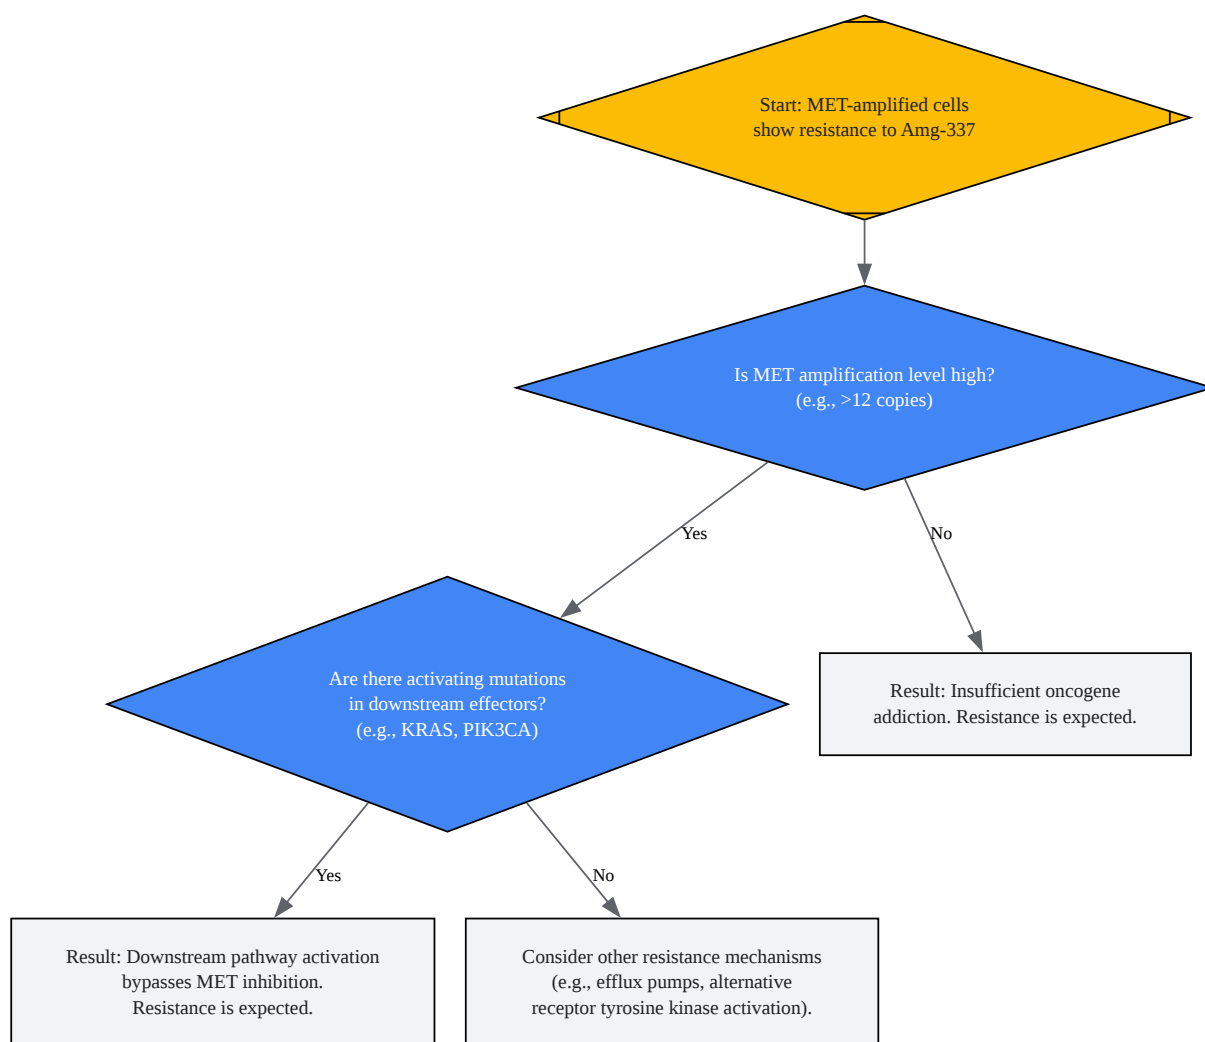 Start: MET-amplified cells
show resistance to Amg-337
Is MET amplification level high?
(e.g., >12 copies)
Yes
No
Are there activating mutations
in downstream effectors?
(e.g., KRAS, PIK3CA)
Result: Insufficient oncogene
addiction. Resistance is expected.
Yes
No
Result: Downstream pathway activation
bypasses MET inhibition.
Resistance is expected.
Consider other resistance mechanisms
(e.g., efflux pumps, alternative
receptor tyrosine kinase activation).